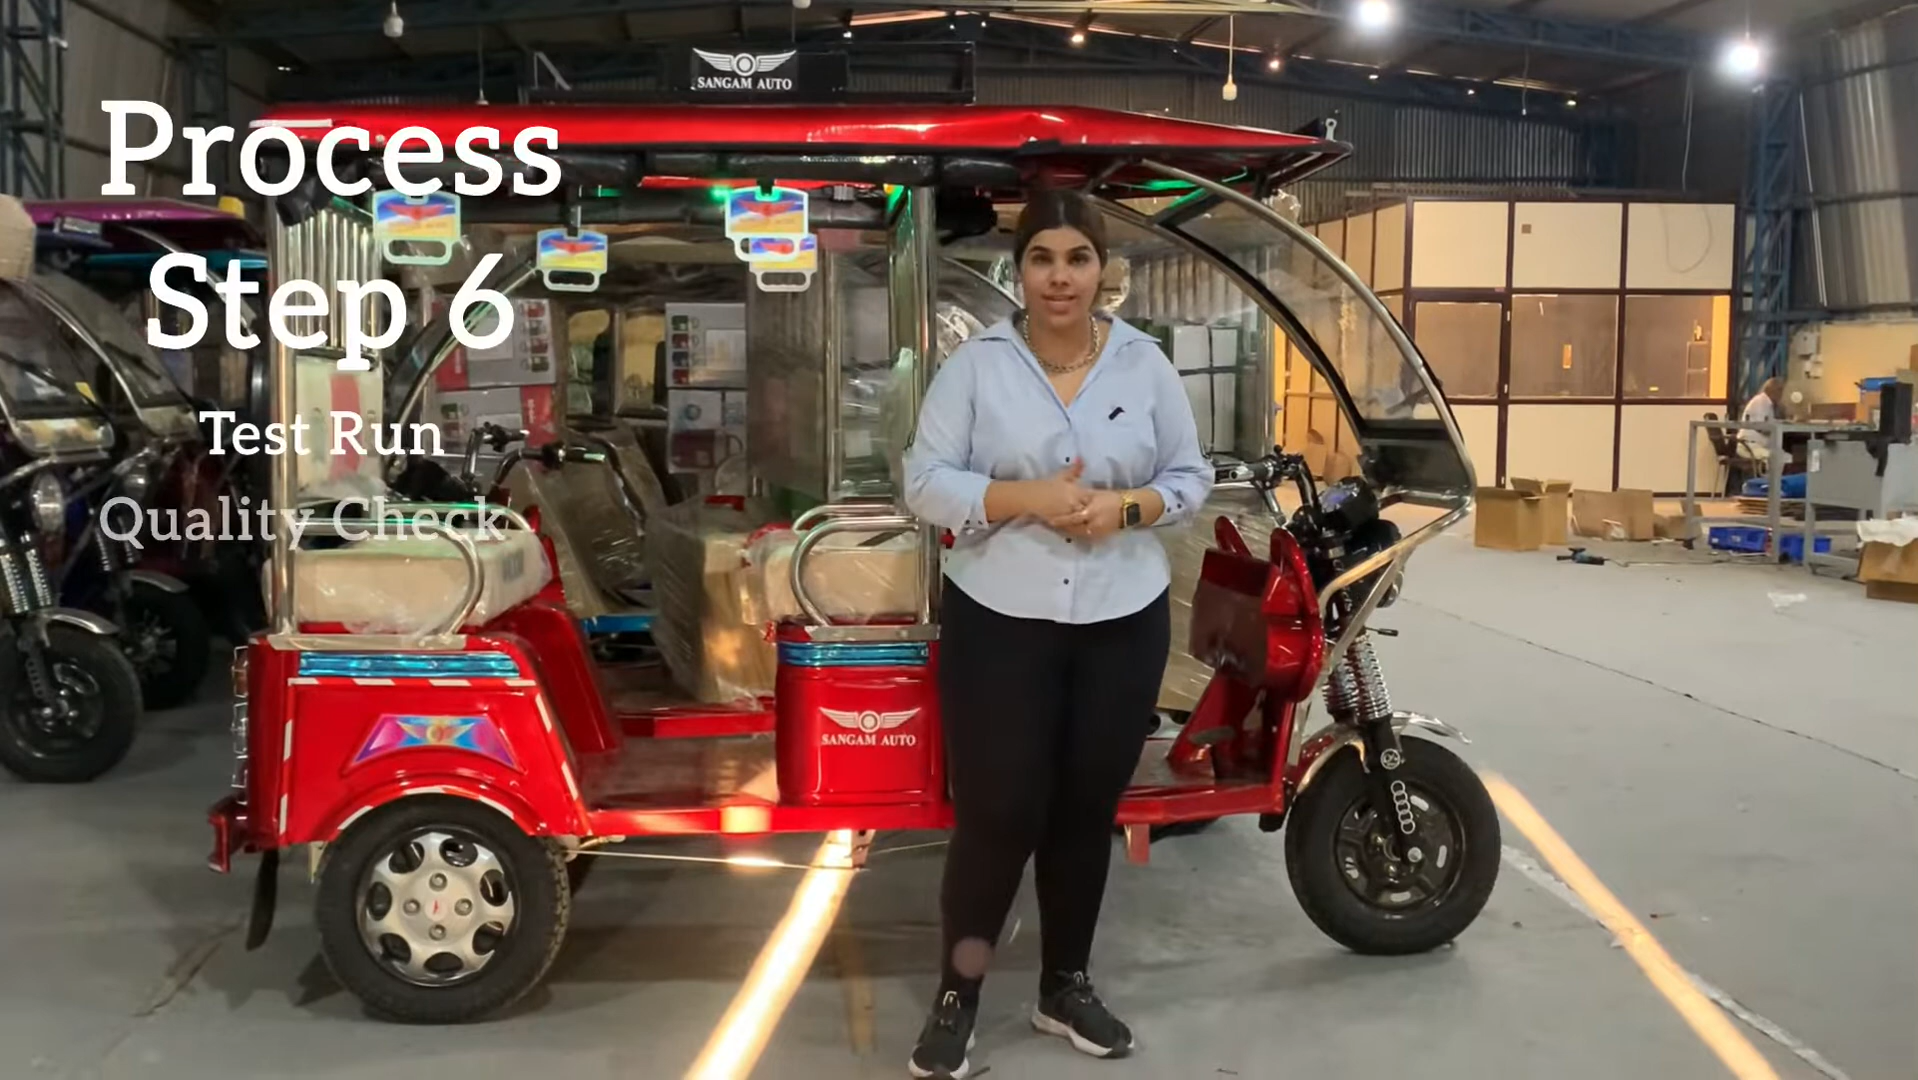 SANGAM AUTO
Process
Step 6
Test Run
Quality Check
SANGAM AUTO